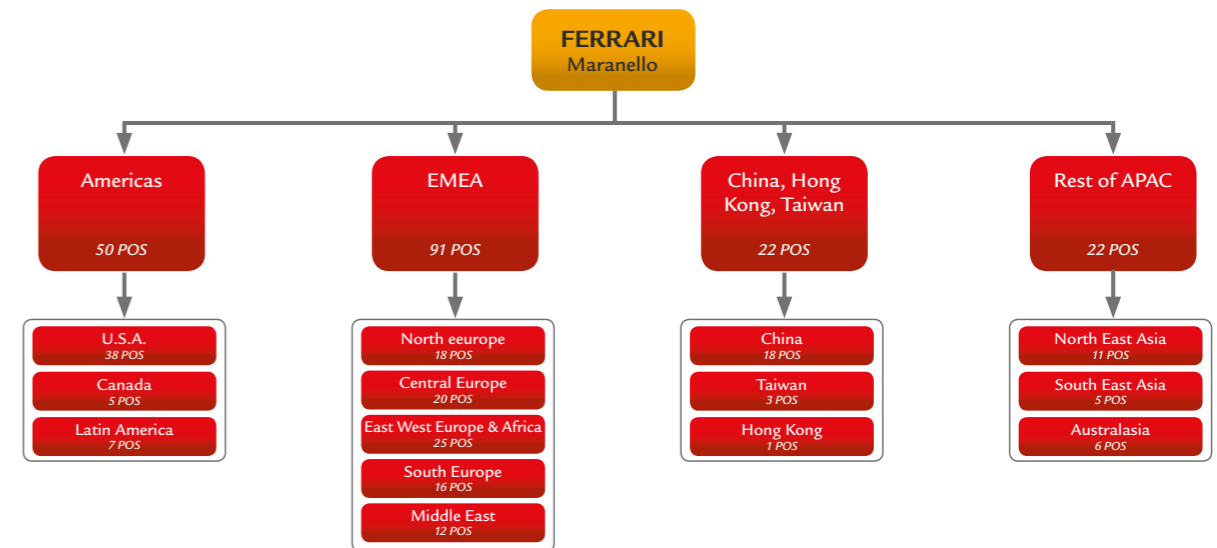 FERRARI
Maranello
Americas
50 POS
EMEA
91 POS
China, Hong
Kong, Taiwan
22 POS
Rest of APAC
22 POS
U.S.A.
38 POS
Canada
5 POS
Latin America
7 POS
North eeurope
18 POS
Central Europe
20 POS
East West Europe & Africa
25 POS
South Europe
16 POS
Middle East
12 POS
China
18 POS
Taiwan
3 POS
Hong Kong
1 POS
North East Asia
11 POS
South East Asia
5 POS
Australasia
6 POS